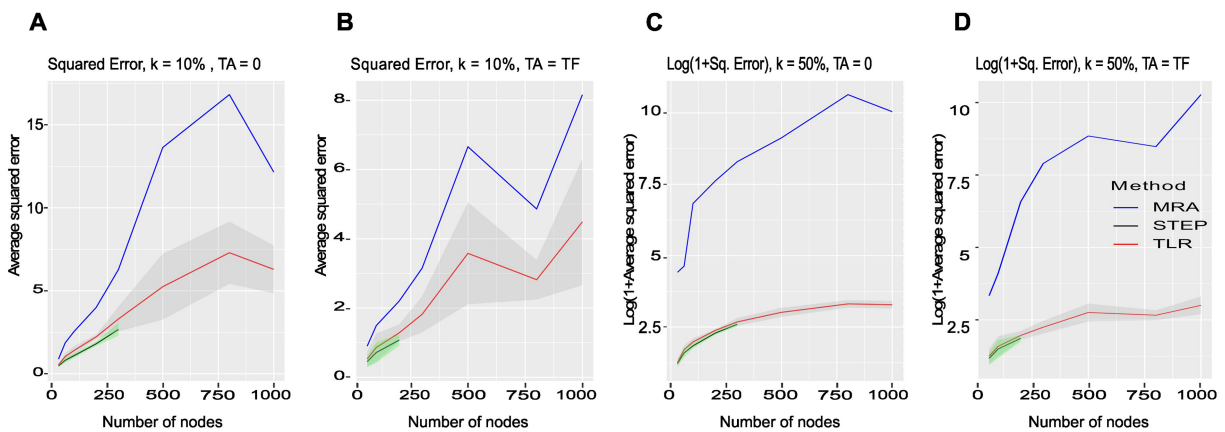 A
Squared Error, k = 10% , TA = 0
Average squared error
15-
10-
5-
0-
0 250 500 750 1000
Number of nodes
B
Squared Error, k = 10%, TA = TF
Average squared error
8-
6-
4-
2-
0-
0 250 500 750 1000
Number of nodes
C
Log(1+Sq. Error), k = 50%, TA = 0
Log(1+Average squared error)
10-
7.5-
5-
2.5-
0 250 500 750 1000
Number of nodes
D
Log(1+Sq. Error), k = 50%, TA = TF
Log(1+Average squared error)
10-
7.5-
5-
2.5-
0 250 500 750 1000
Number of nodes
Method
MRA
STEP
TLR